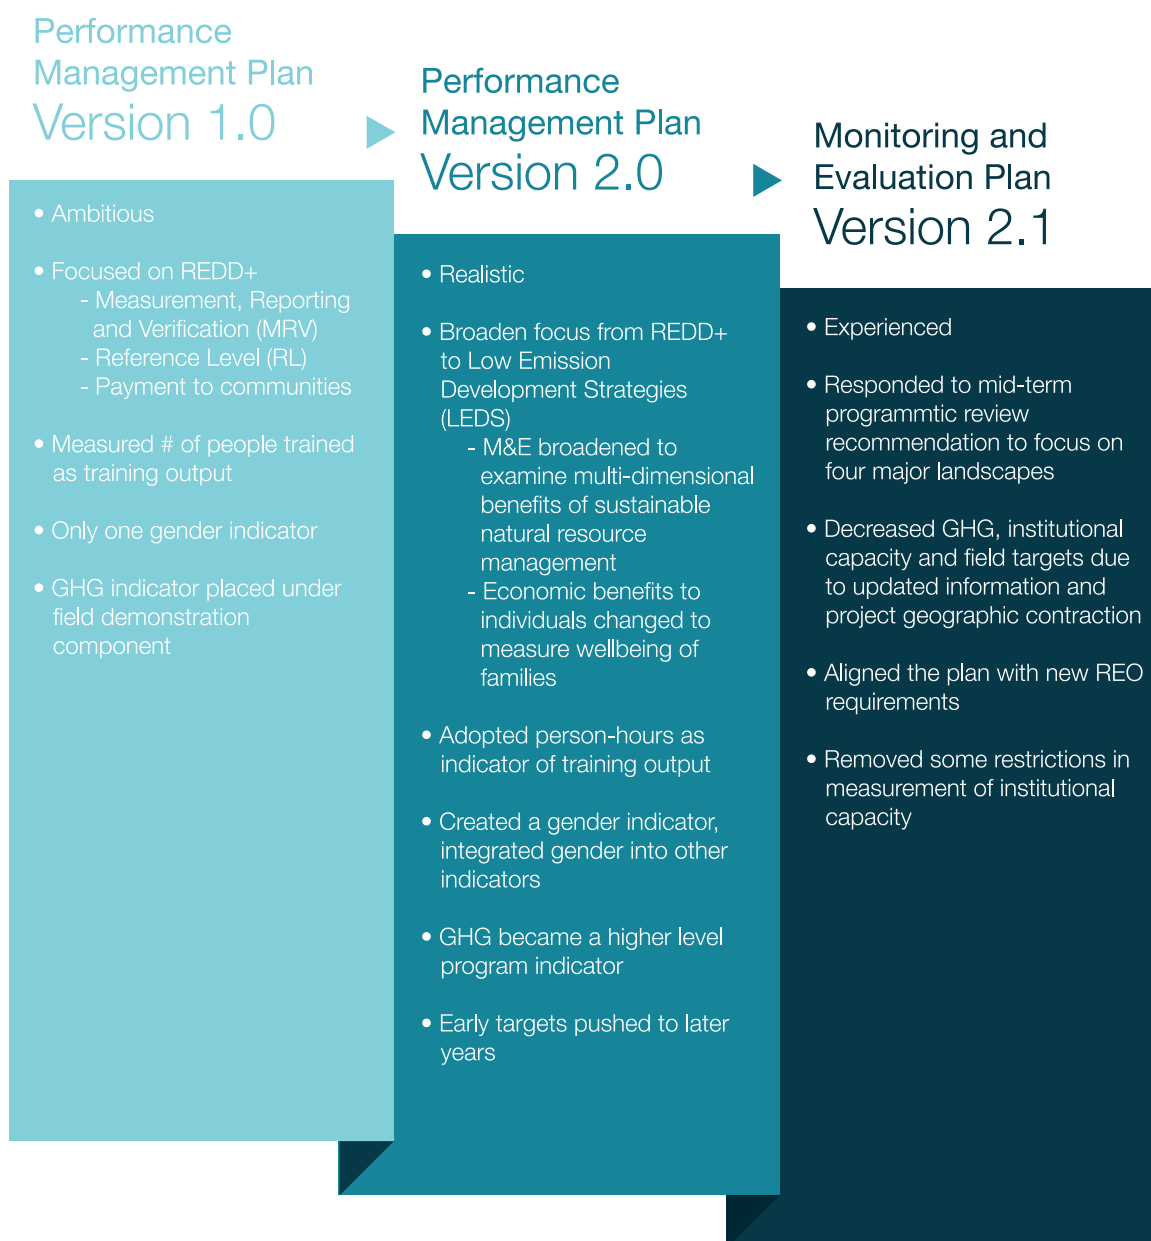 Performance
Management Plan
Version 1.0
• Ambitious
• Focused on REDD+
- Measurement, Reporting
and Verification (MRV)
- Reference Level (RL)
- Payment to communities
• Measured # of people trained
as training output
• Only one gender indicator
• GHG indicator placed under
field demonstration
component
Performance
Management Plan
Version 2.0
• Realistic
• Broaden focus from REDD+
to Low Emission
Development Strategies
(LEDS)
- M&E broadened to
examine multi-dimensional
benefits of sustainable
natural resource
management
- Economic benefits to
individuals changed to
measure wellbeing of
families
• Adopted person-hours as
indicator of training output
• Created a gender indicator,
integrated gender into other
indicators
• GHG became a higher level
program indicator
• Early targets pushed to later
years
Monitoring and
Evaluation Plan
Version 2.1
• Experienced
• Responded to mid-term
programmtic review
recommendation to focus on
four major landscapes
• Decreased GHG, institutional
capacity and field targets due
to updated information and
project geographic contraction
• Aligned the plan with new REO
requirements
• Removed some restrictions in
measurement of institutional
capacity